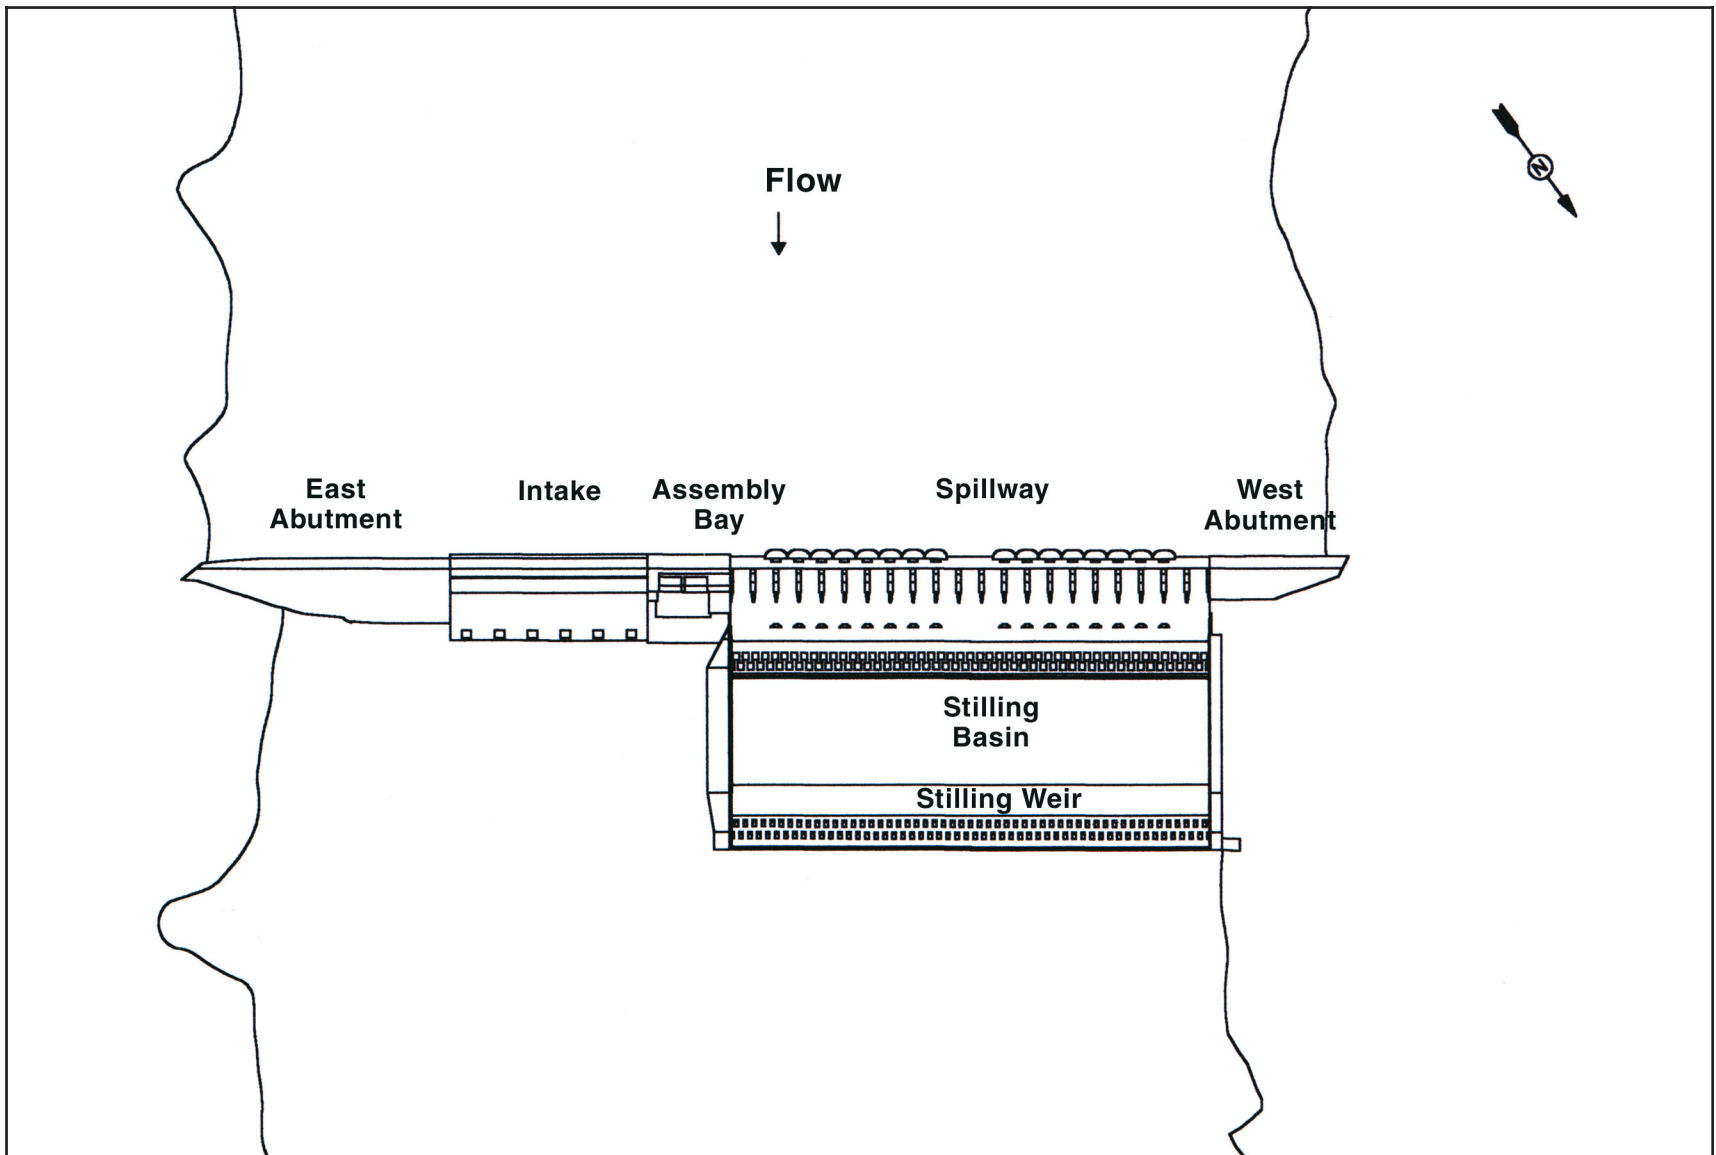 Flow
N
East
Abutment
Intake
Assembly
Bay
Spillway
West
Abutment
Stilling
Basin
Stilling Weir